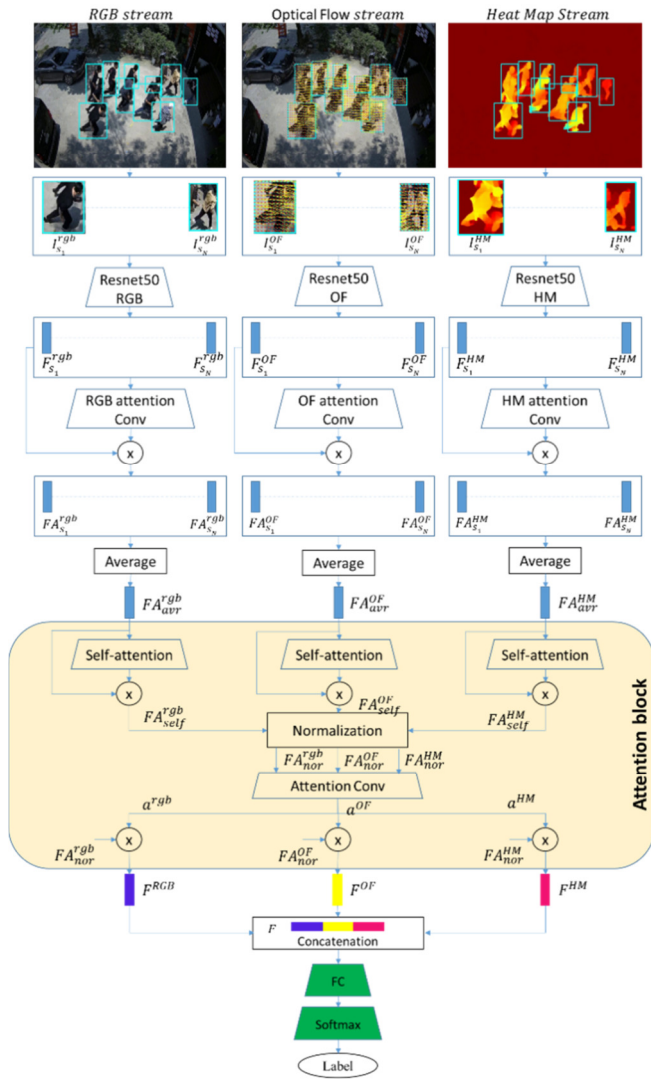 RGB stream Optical Flow stream Heat Map Stream
I_{s_1}^{rgb} I_{s_N}^{rgb} I_{s_1}^{OF} I_{s_N}^{OF} I_{s_1}^{HM} I_{s_N}^{HM}
Resnet50 Resnet50 Resnet50
RGB OF HM
F_{s_1}^{rgb} F_{s_N}^{rgb} F_{s_1}^{OF} F_{s_N}^{OF} F_{s_1}^{HM} F_{s_N}^{HM}
RGB attention OF attention HM attention
Conv Conv Conv
x x x
FA_{s_1}^{rgb} FA_{s_N}^{rgb} FA_{s_1}^{OF} FA_{s_N}^{OF} FA_{s_1}^{HM} FA_{s_N}^{HM}
Average Average Average
FA_{avr}^{rgb} FA_{avr}^{OF} FA_{avr}^{HM}
Self-attention Self-attention Self-attention
x x x
FA_{self}^{rgb} FA_{self}^{OF} FA_{self}^{HM}
Normalization
FA_{nor}^{rgb} FA_{nor}^{OF} FA_{nor}^{HM}
Attention Conv
a^{rgb} a^{OF} a^{HM}
x x x
FA_{nor}^{rgb} FA_{nor}^{OF} FA_{nor}^{HM}
Attention block
F^{RGB} F^{OF} F^{HM}
F
Concatenation
FC
Softmax
Label